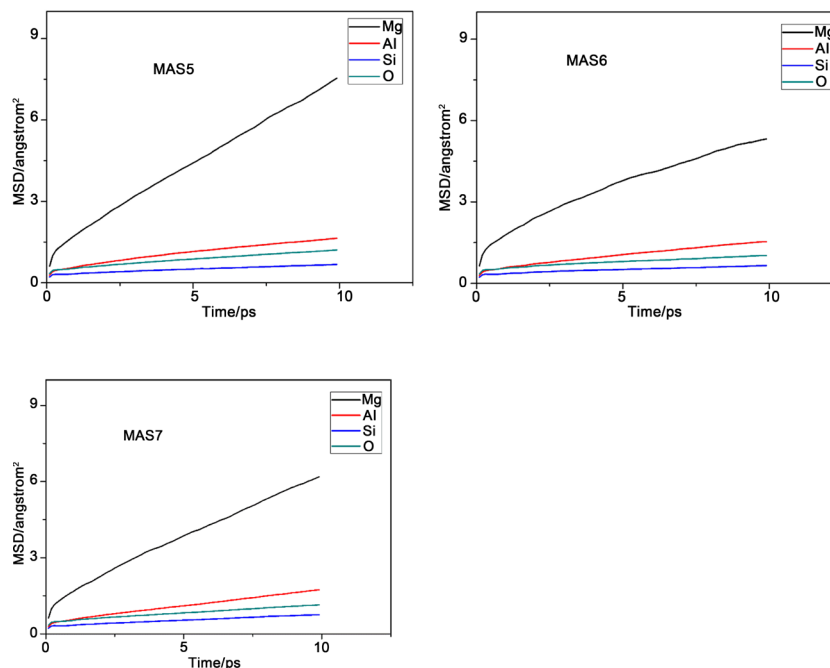 9
6
3
0
MSD/angstrom²
MAS5
Mg
Al
Si
O
0
5
10
Time/ps
9
6
3
0
MSD/angstrom²
MAS6
Mg
Al
Si
O
0
5
10
Time/ps
9
6
3
0
MSD/angstrom²
MAS7
Mg
Al
Si
O
0
5
10
Time/ps